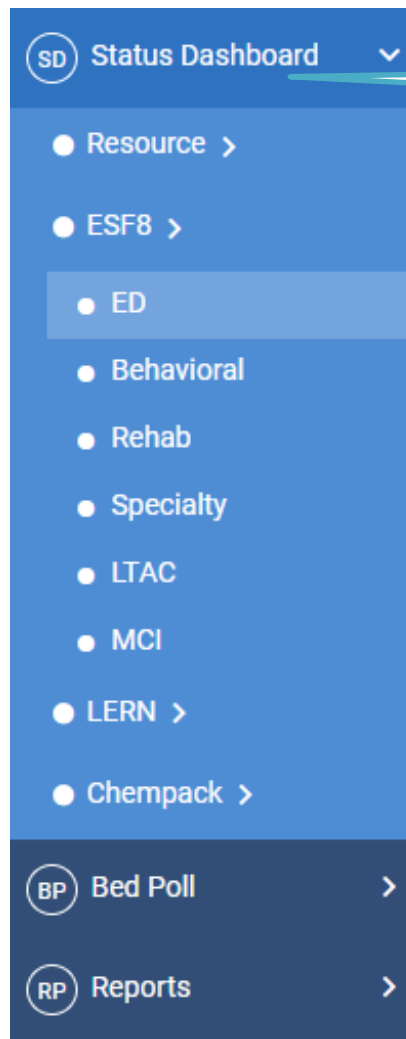 SD Status Dashboard
Resource
ESF8
ED
Behavioral
Rehab
Specialty
LTAC
MCI
LERN
Chempack
BP Bed Poll
RP Reports